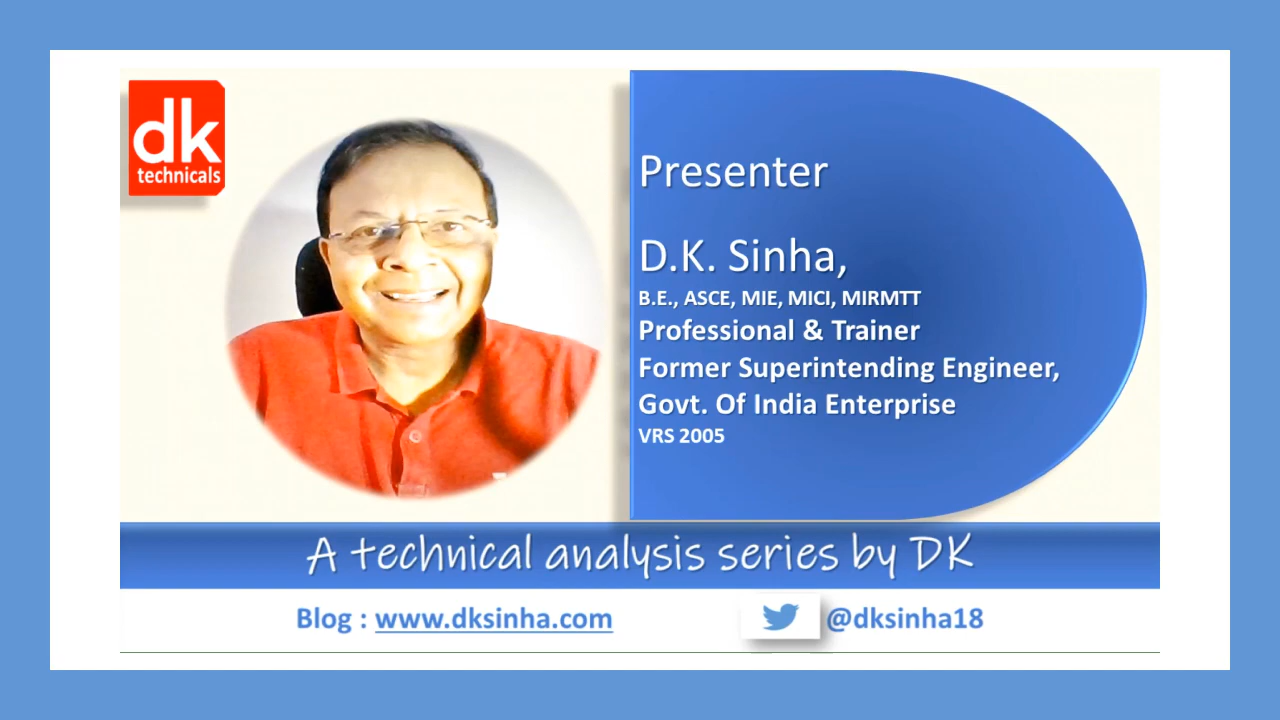 dk
technicals
Presenter
D.K. Sinha,
B.E., ASCE, MIE, MICI, MIRMTT
Professional & Trainer
Former Superintending Engineer,
Govt. Of India Enterprise
VRS 2005
A technical analysis series by DK
Blog : www.dksinha.com
@dksinha18